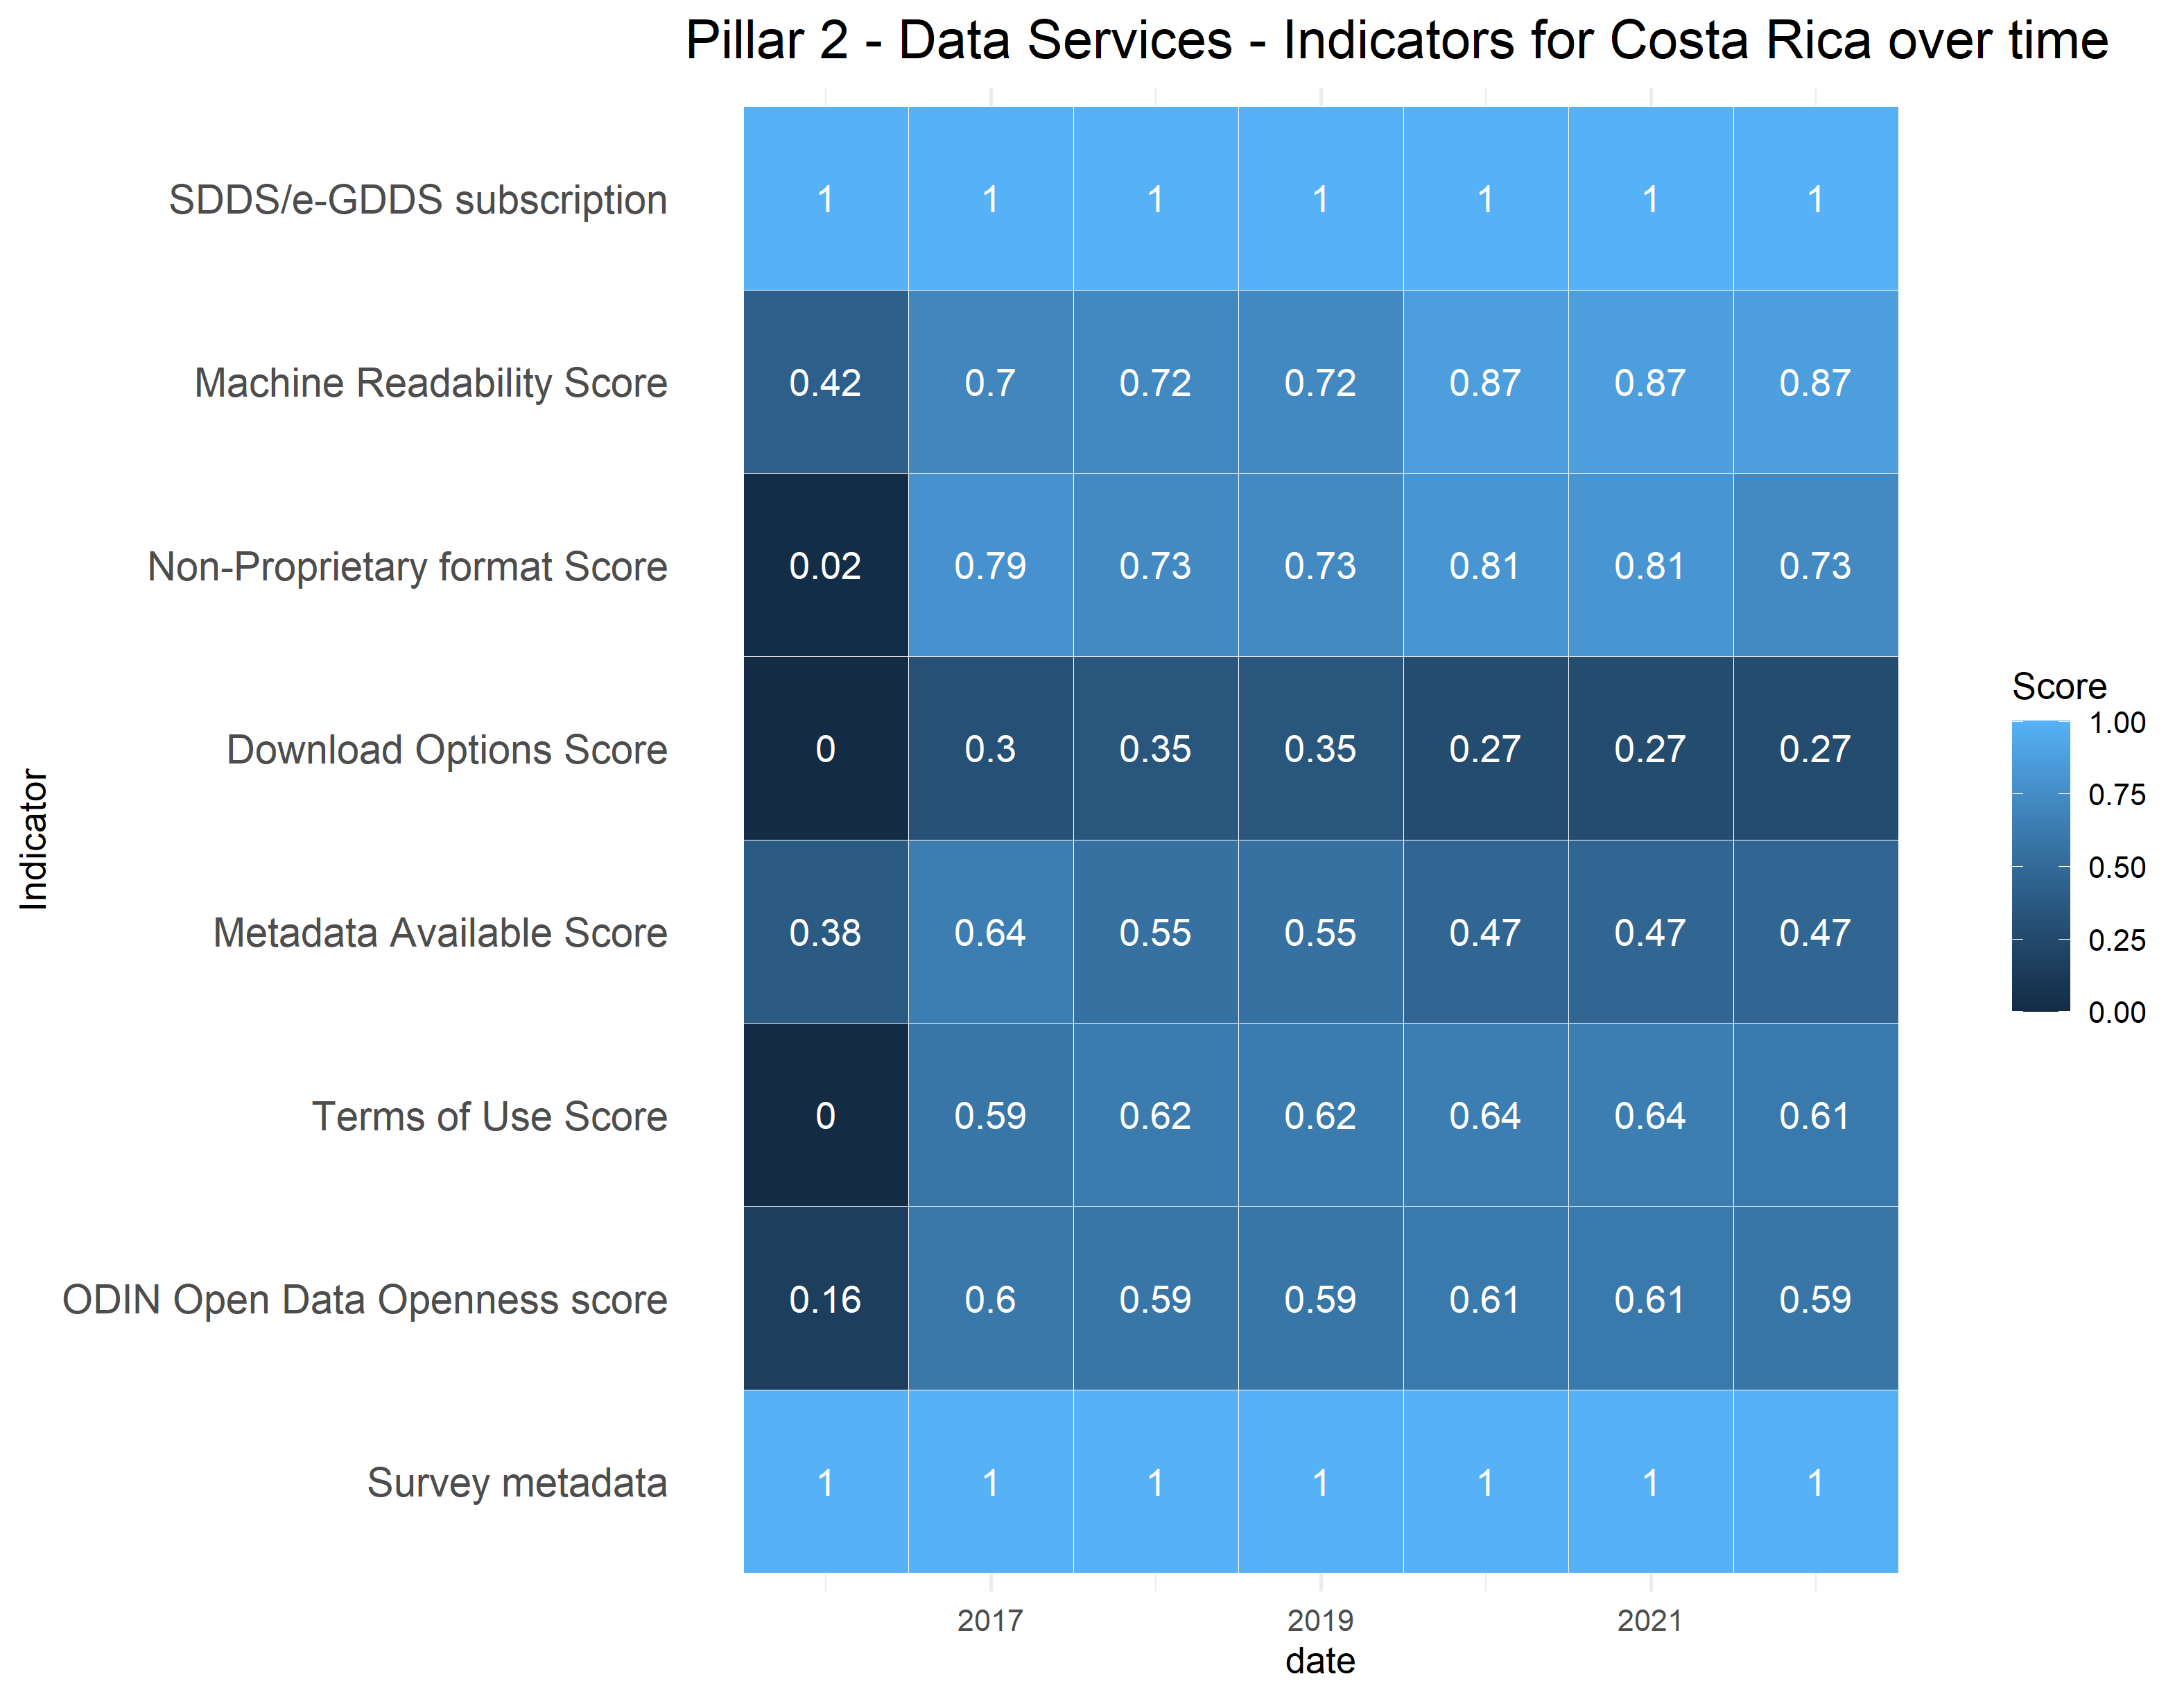 Pillar 2 - Data Services - Indicators for Costa Rica over time
Indicator
SDDS/e-GDDS subscription 1 1 1 1 1 1 1
Machine Readability Score 0.42 0.7 0.72 0.72 0.87 0.87 0.87
Non-Proprietary format Score 0.02 0.79 0.73 0.73 0.81 0.81 0.73
Download Options Score 0 0.3 0.35 0.35 0.27 0.27 0.27
Metadata Available Score 0.38 0.64 0.55 0.55 0.47 0.47 0.47
Terms of Use Score 0 0.59 0.62 0.62 0.64 0.64 0.61
ODIN Open Data Openness score 0.16 0.6 0.59 0.59 0.61 0.61 0.59
Survey metadata 1 1 1 1 1 1 1
2017 2019 2021
date
Score
1.00
0.75
0.50
0.25
0.00